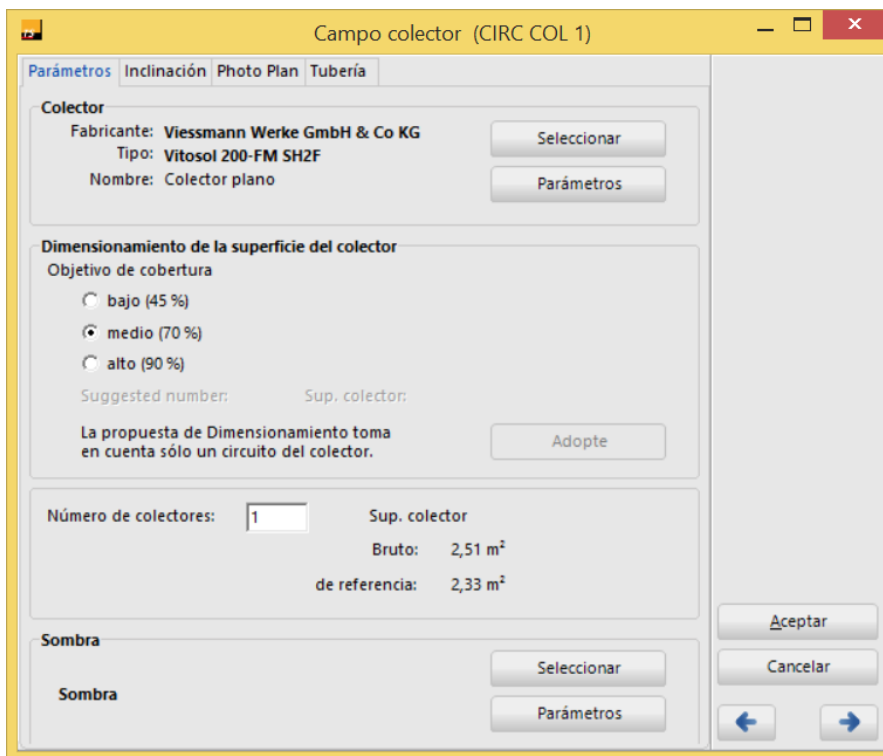 Campo colector (CIRC COL 1)
Parámetros Inclinación Photo Plan Tubería
Colector
Fabricante: Viessmann Werke GmbH & Co KG
Tipo: Vitosol 200-FM SH2F
Nombre: Colector plano
Seleccionar
Parámetros
Dimensionamiento de la superficie del colector
Objetivo de cobertura
bajo (45 %)
medio (70 %)
alto (90 %)
Suggested number: Sup. colector:
La propuesta de Dimensionamiento toma
en cuenta sólo un circuito del colector.
Adopte
Número de colectores: 1 Sup. colector
Bruto: 2,51 m²
de referencia: 2,33 m²
Sombra
Sombra
Seleccionar
Parámetros
Aceptar
Cancelar